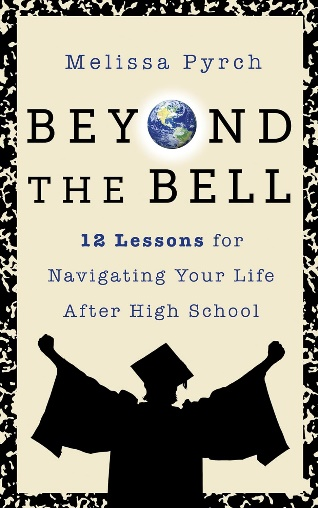 Melissa Pyrch
BEYOND
THE BELL
12 Lessons for
Navigating Your Life
After High School